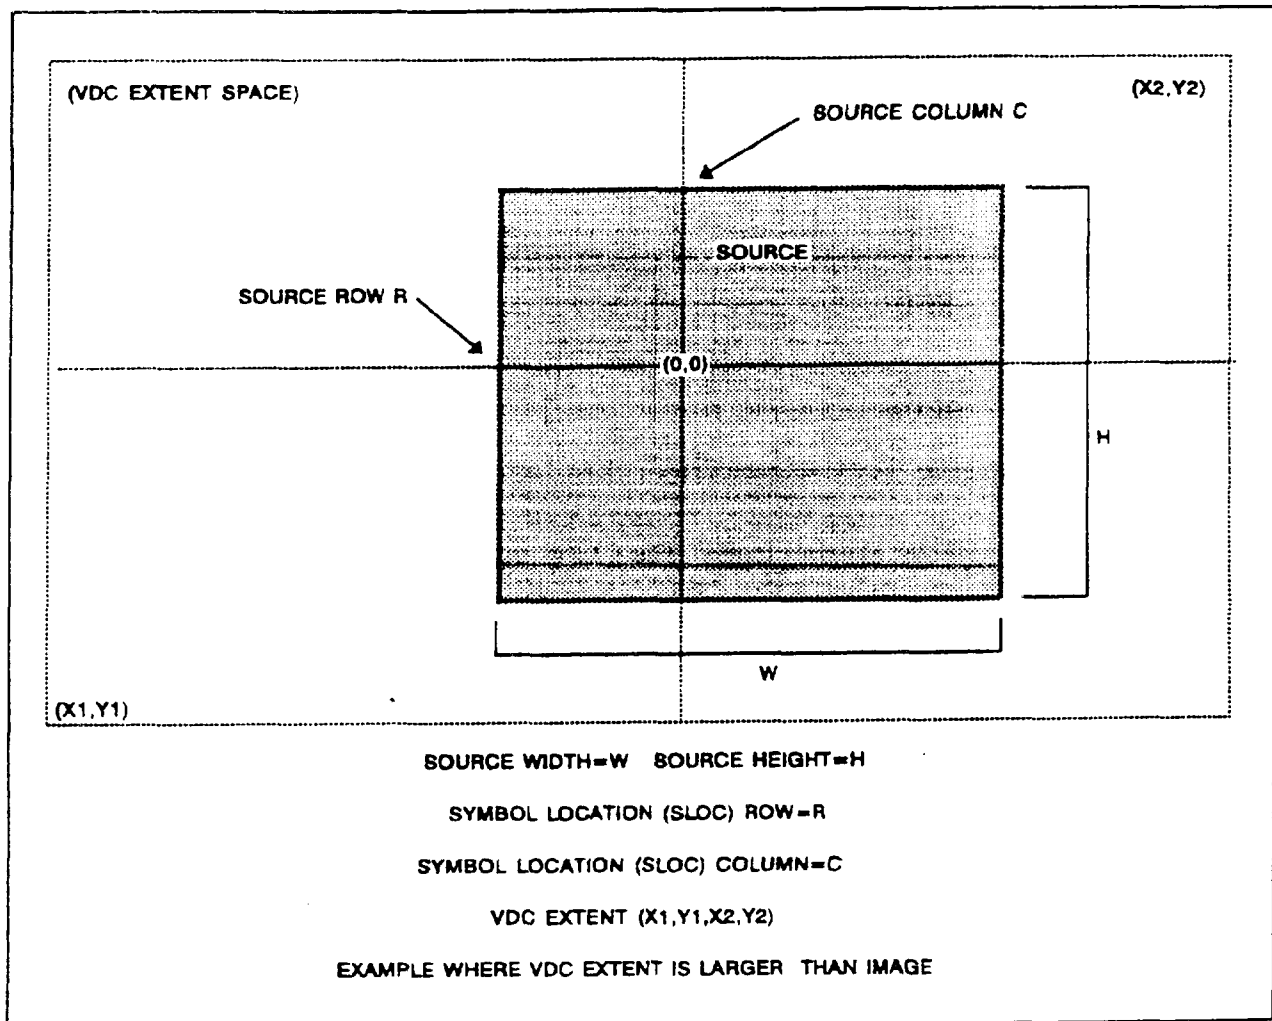 (VDC EXTENT SPACE)
(X2,Y2)
SOURCE COLUMN C
SOURCE
SOURCE ROW R
(0,0)
H
W
(X1,Y1)
SOURCE WIDTH=W SOURCE HEIGHT=H
SYMBOL LOCATION (SLOC) ROW=R
SYMBOL LOCATION (SLOC) COLUMN=C
VDC EXTENT (X1,Y1,X2,Y2)
EXAMPLE WHERE VDC EXTENT IS LARGER THAN IMAGE